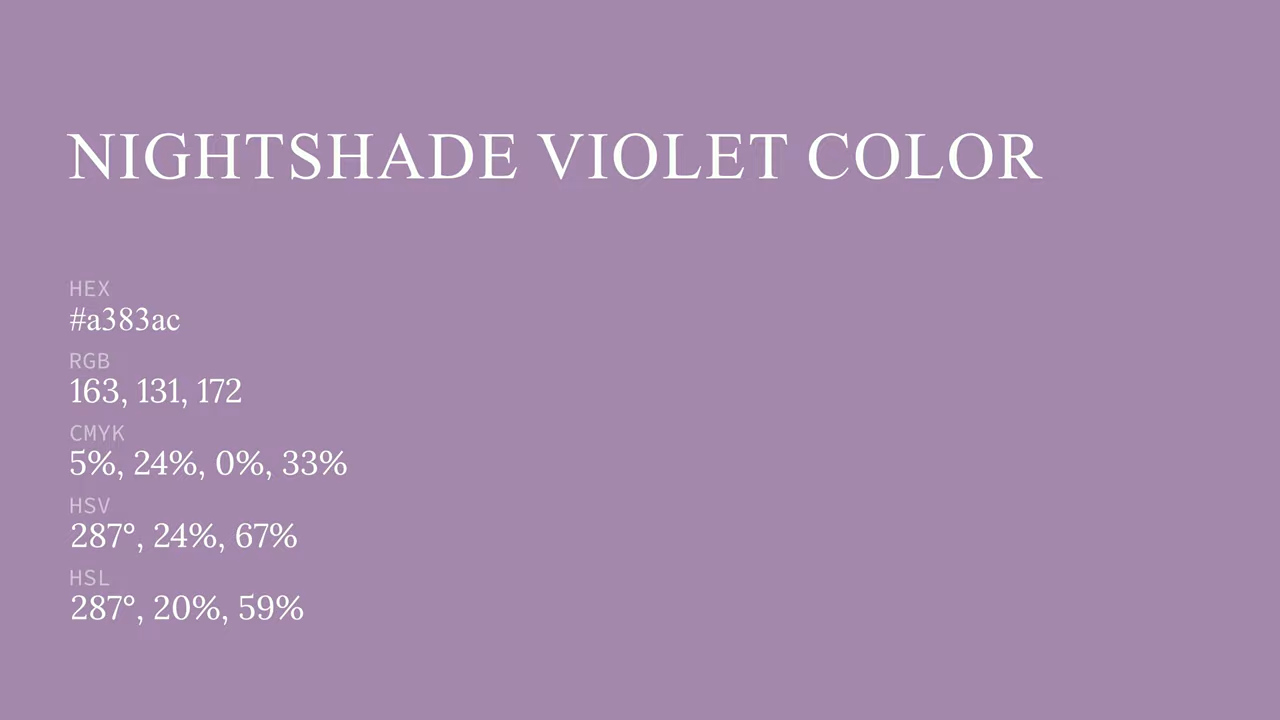 NIGHTSHADE VIOLET COLOR
HEX
#a383ac
RGB
163, 131, 172
CMYK
5%, 24%, 0%, 33%
HSV
287°, 24%, 67%
HSL
287°, 20%, 59%